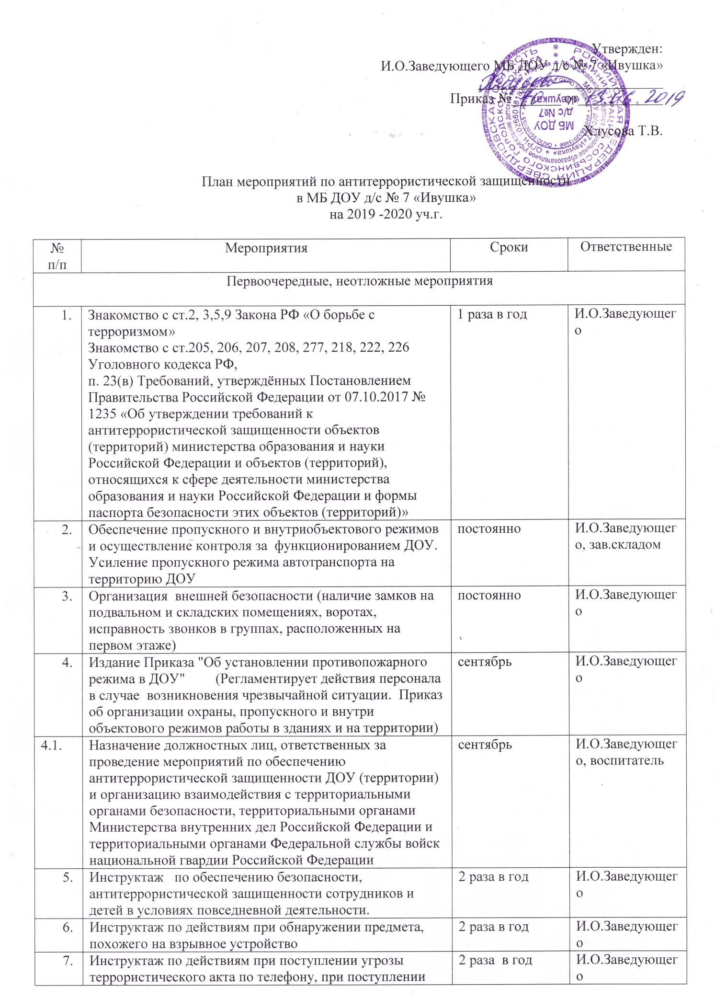 Утвержден:
И.О.Заведующего МБ ДОУ д/с № 7 «Ивушка»
Приказ № от 2019
Хлусова Т.В.
МБ ДОУ
д/с №7
«Ивушка»
План мероприятий по антитеррористической защищенности
в МБ ДОУ д/с № 7 «Ивушка»
на 2019 -2020 уч.г.
№ Мероприятия Сроки Ответственные
п/п
Первоочередные, неотложные мероприятия
1. Знакомство с ст.2, 3,5,9 Закона РФ «О борьбе с 1 раза в год И.О.Заведующег
терроризмом» о
Знакомство с ст.205, 206, 207, 208, 277, 218, 222, 226
Уголовного кодекса РФ,
п. 23(в) Требований, утверждённых Постановлением
Правительства Российской Федерации от 07.10.2017 №
1235 «Об утверждении требований к
антитеррористической защищенности объектов
(территорий) министерства образования и науки
Российской Федерации и объектов (территорий),
относящихся к сфере деятельности министерства
образования и науки Российской Федерации и формы
паспорта безопасности этих объектов (территорий)»
2. Обеспечение пропускного и внутриобъектового режимов постоянно И.О.Заведующег
и осуществление контроля за функционированием ДОУ. о, зав.складом
Усиление пропускного режима автотранспорта на
территорию ДОУ
3. Организация внешней безопасности (наличие замков на постоянно И.О.Заведующег
подвальном и складских помещениях, воротах, о
исправность звонков в группах, расположенных на
первом этаже)
4. Издание Приказа "Об установлении противопожарного сентябрь И.О.Заведующег
режима в ДОУ" (Регламентирует действия персонала о
в случае возникновения чрезвычайной ситуации. Приказ
об организации охраны, пропускного и внутри
объектового режимов работы в зданиях и на территории)
4.1. Назначение должностных лиц, ответственных за сентябрь И.О.Заведующег
проведение мероприятий по обеспечению о, воспитатель
антитеррористической защищенности ДОУ (территории)
и организацию взаимодействия с территориальными
органами безопасности, территориальными органами
Министерства внутренних дел Российской Федерации и
территориальными органами Федеральной службы войск
национальной гвардии Российской Федерации
5. Инструктаж по обеспечению безопасности, 2 раза в год И.О.Заведующег
антитеррористической защищенности сотрудников и о
детей в условиях повседневной деятельности.
6. Инструктаж по действиям при обнаружении предмета, 2 раза в год И.О.Заведующег
похожего на взрывное устройство о
7. Инструктаж по действиям при поступлении угрозы 2 раза в год И.О.Заведующег
террористического акта по телефону, при поступлении о